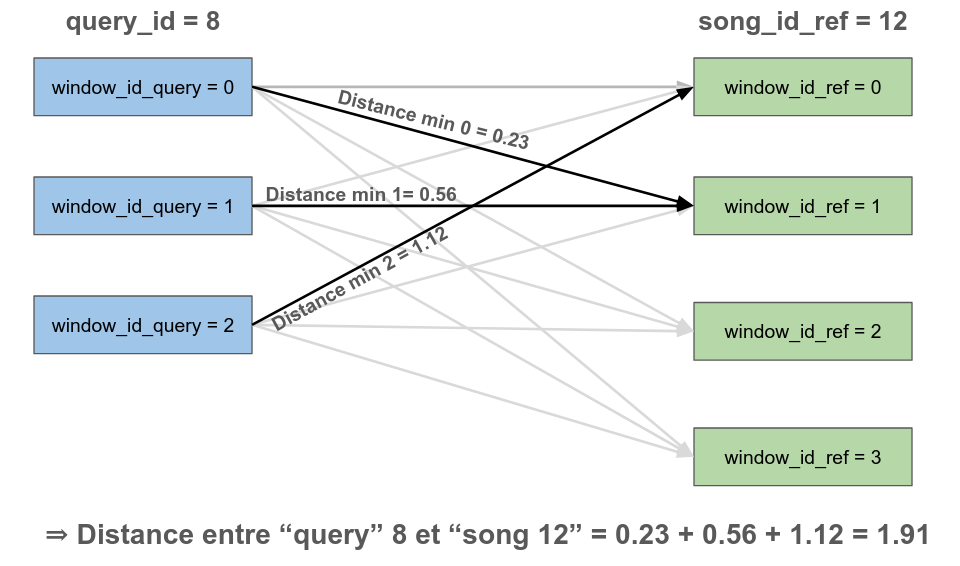 query_id = 8
song_id_ref = 12
window_id_query = 0
window_id_ref = 0
Distance min 0 = 0.23
window_id_query = 1
Distance min 1= 0.56
window_id_ref = 1
Distance min 2 = 1.12
window_id_query = 2
window_id_ref = 2
window_id_ref = 3
⇒ Distance entre “query” 8 et “song 12” = 0.23 + 0.56 + 1.12 = 1.91